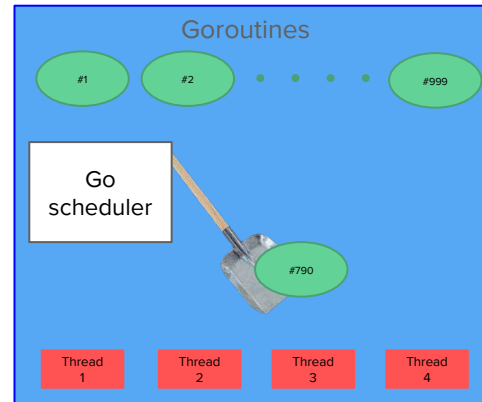 Goroutines
#1
#2
#999
Go
scheduler
#790
Thread
1
Thread
2
Thread
3
Thread
4